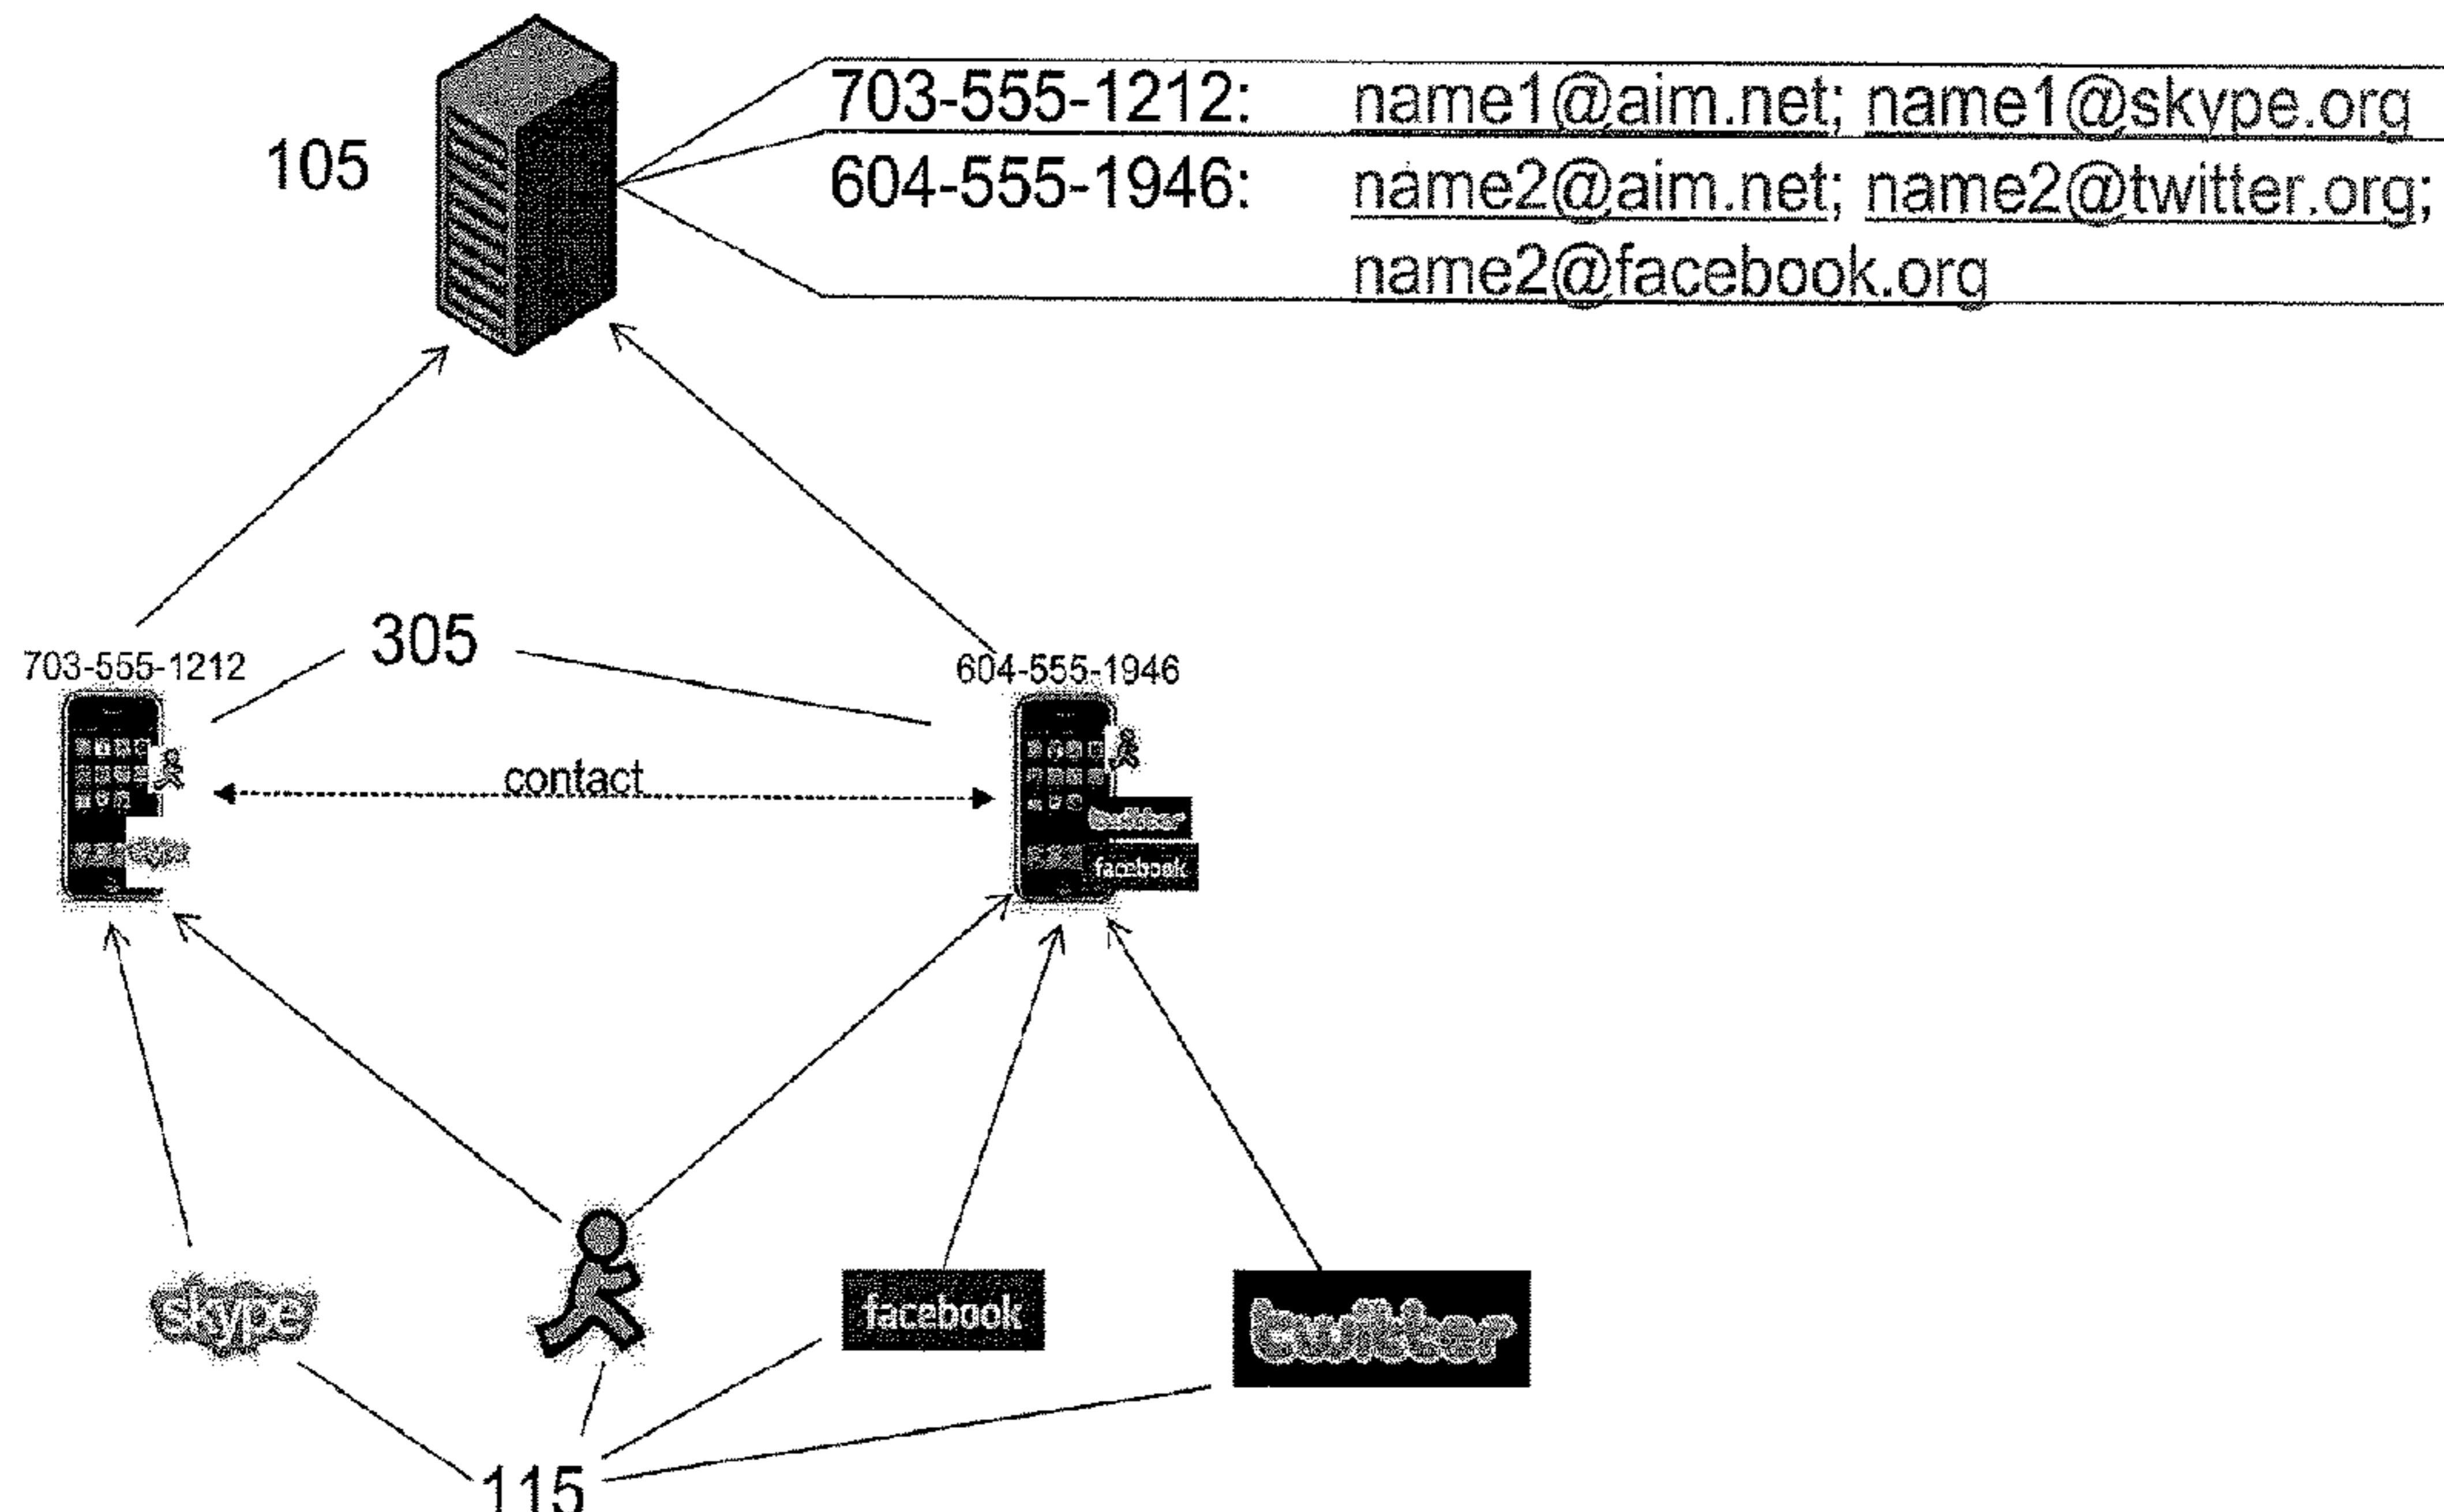 703-555-1212: name1@aim.net; name1@skype.org
105
604-555-1946: name2@aim.net; name2@twitter.org;
name2@facebook.org
305
703-555-1212
604-555-1946
contact
twitter
facebook
skype
facebook
twitter
115